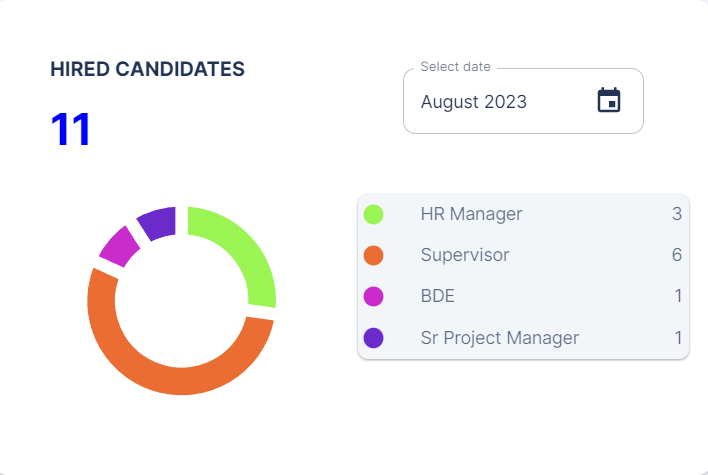 HIRED CANDIDATES
11
Select date
August 2023
HR Manager 3
Supervisor 6
BDE 1
Sr Project Manager 1